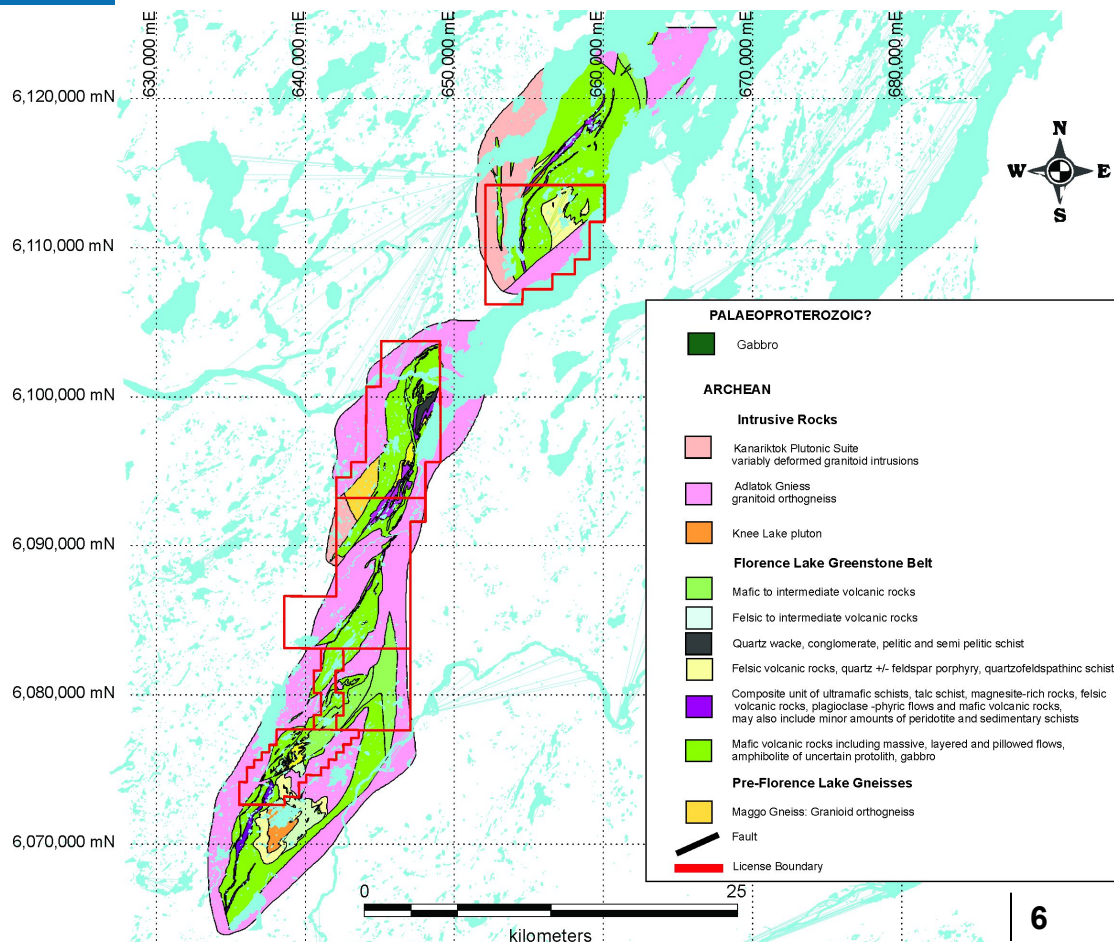 630,000 mE
640,000 mE
650,000 mE
660,000 mE
670,000 mE
680,000 mE
6,120,000 mN
6,110,000 mN
6,100,000 mN
6,090,000 mN
6,080,000 mN
6,070,000 mN
N
W
E
S
PALAEOPROTEROZOIC?
Gabbro
ARCHEAN
Intrusive Rocks
Kanariktok Plutonic Suite
variably deformed granitoid intrusions
Adlatok Gniess
granitoid orthogneiss
Knee Lake pluton
Florence Lake Greenstone Belt
Mafic to intermediate volcanic rocks
Felsic to intermediate volcanic rocks
Quartz wacke, conglomerate, pelitic and semi pelitic schist
Felsic volcanic rocks, quartz +/- feldspar porphyry, quartzofeldspathinc schist
Composite unit of ultramafic schists, talc schist, magnesite-rich rocks, felsic
volcanic rocks, plagioclase -phyric flows and mafic volcanic rocks,
may also include minor amounts of peridotite and sedimentary schists
Mafic volcanic rocks including massive, layered and pillowed flows,
amphibolite of uncertain protolith, gabbro
Pre-Florence Lake Gneisses
Maggo Gneiss: Granioid orthogneiss
Fault
License Boundary
0
25
kilometers
6